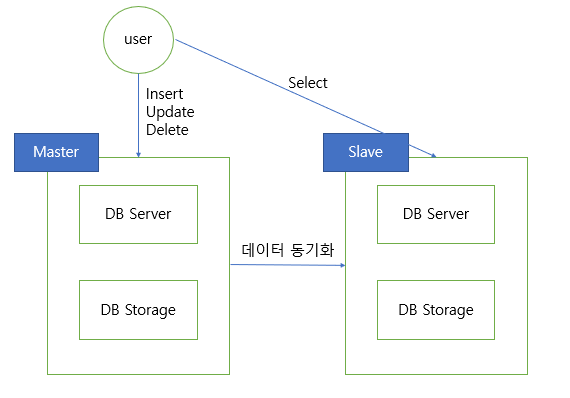 user
Select
Insert
Update
Delete
Master
Slave
DB Server
DB Server
데이터 동기화
DB Storage
DB Storage